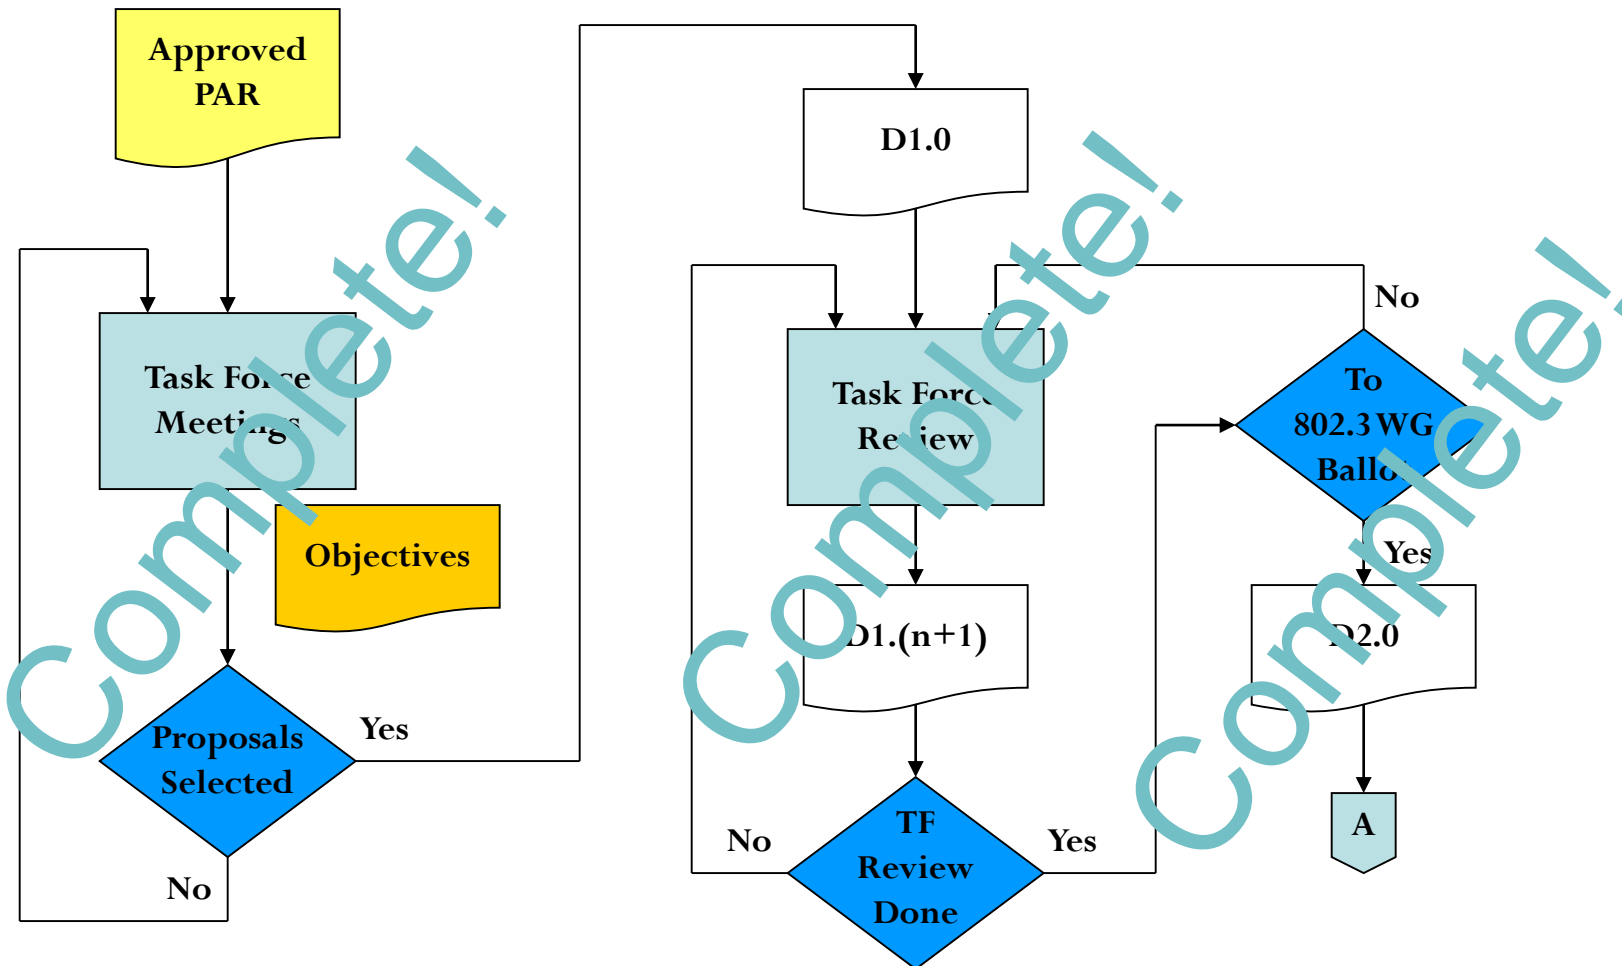 Approved
PAR
Task Force
Meetings
Objectives
Proposals
Selected
Yes
No
Complete!
D1.0
Task Force
Review
D1.(n+1)
TF
Review
Done
No
Yes
Complete!
No
To
802.3 WG
Ballot
Yes
D2.0
A
Complete!